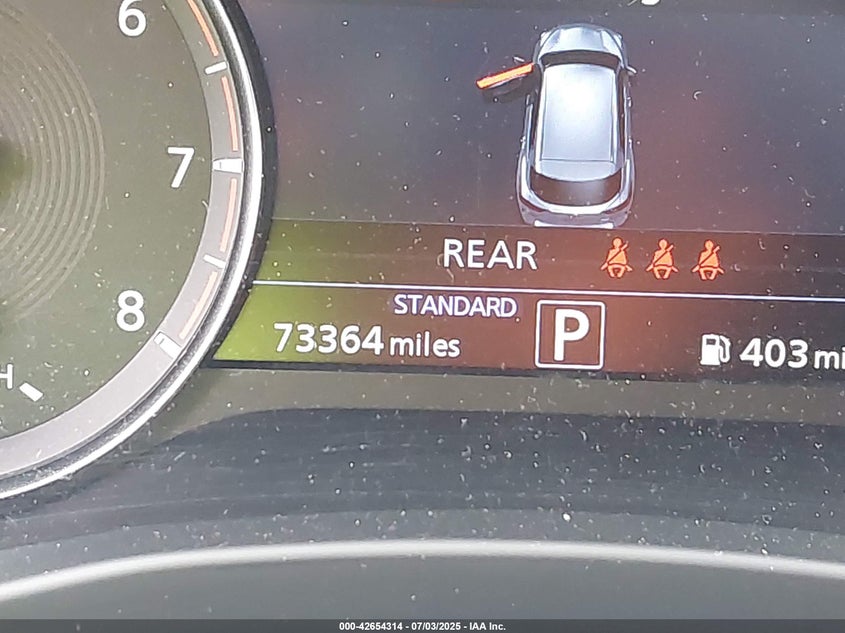 6
7
8
H
REAR
STANDARD
73364 miles
P
403 mi
000-42654314 - 07/03/2025 - IAA Inc.